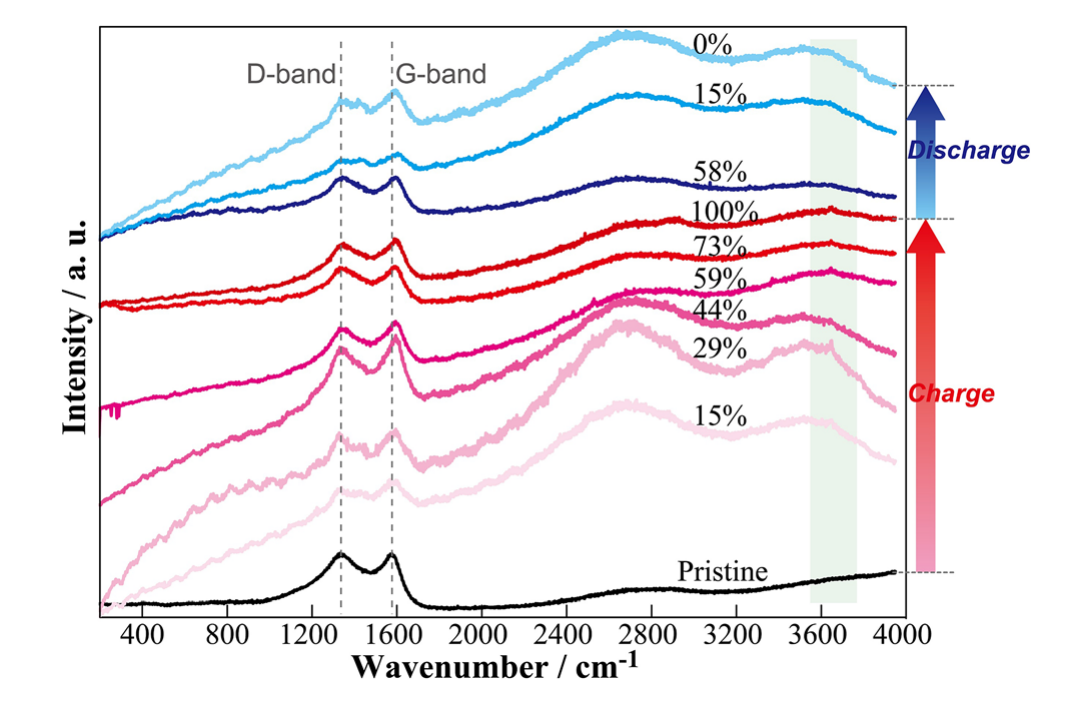 0%
D-band
G-band
15%
Discharge
58%
100%
73%
59%
44%
29%
Charge
15%
Pristine
Intensity / a. u.
400 800 1200 1600 2000 2400 2800 3200 3600 4000
Wavenumber / cm-1